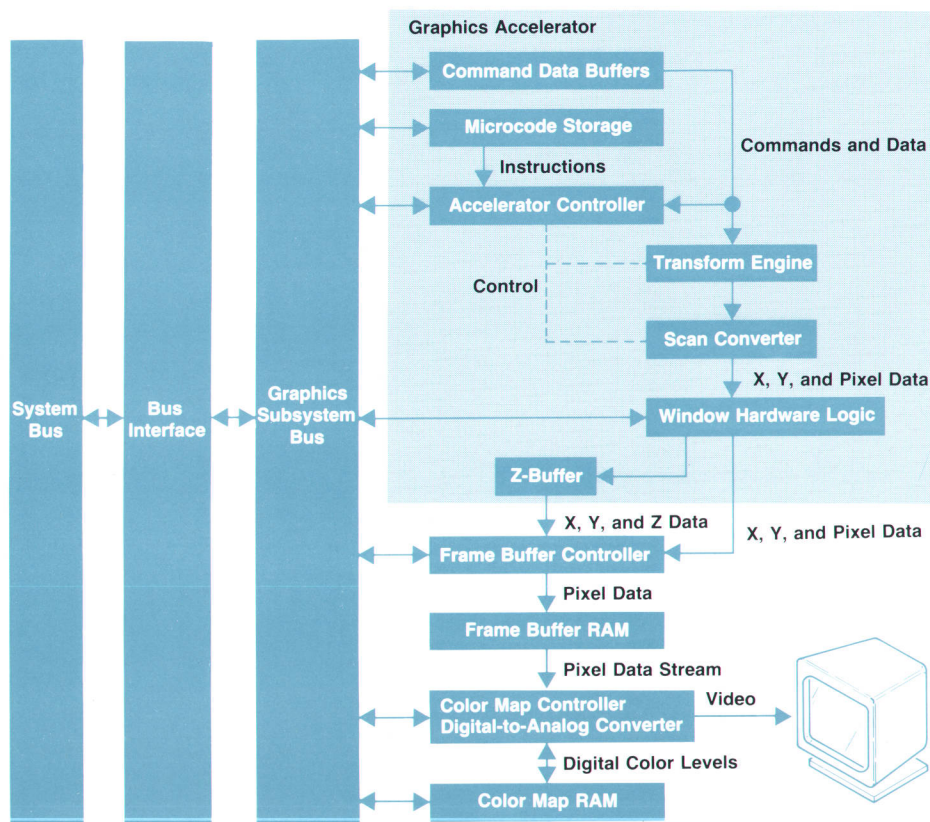 Graphics Accelerator
Command Data Buffers
Microcode Storage
Commands and Data
Instructions
Accelerator Controller
Transform Engine
Control
Scan Converter
X, Y, and Pixel Data
System
Bus
Bus
Interface
Graphics
Subsystem
Bus
Window Hardware Logic
Z-Buffer
X, Y, and Z Data
X, Y, and Pixel Data
Frame Buffer Controller
Pixel Data
Frame Buffer RAM
Pixel Data Stream
Color Map Controller
Digital-to-Analog Converter
Video
Digital Color Levels
Color Map RAM